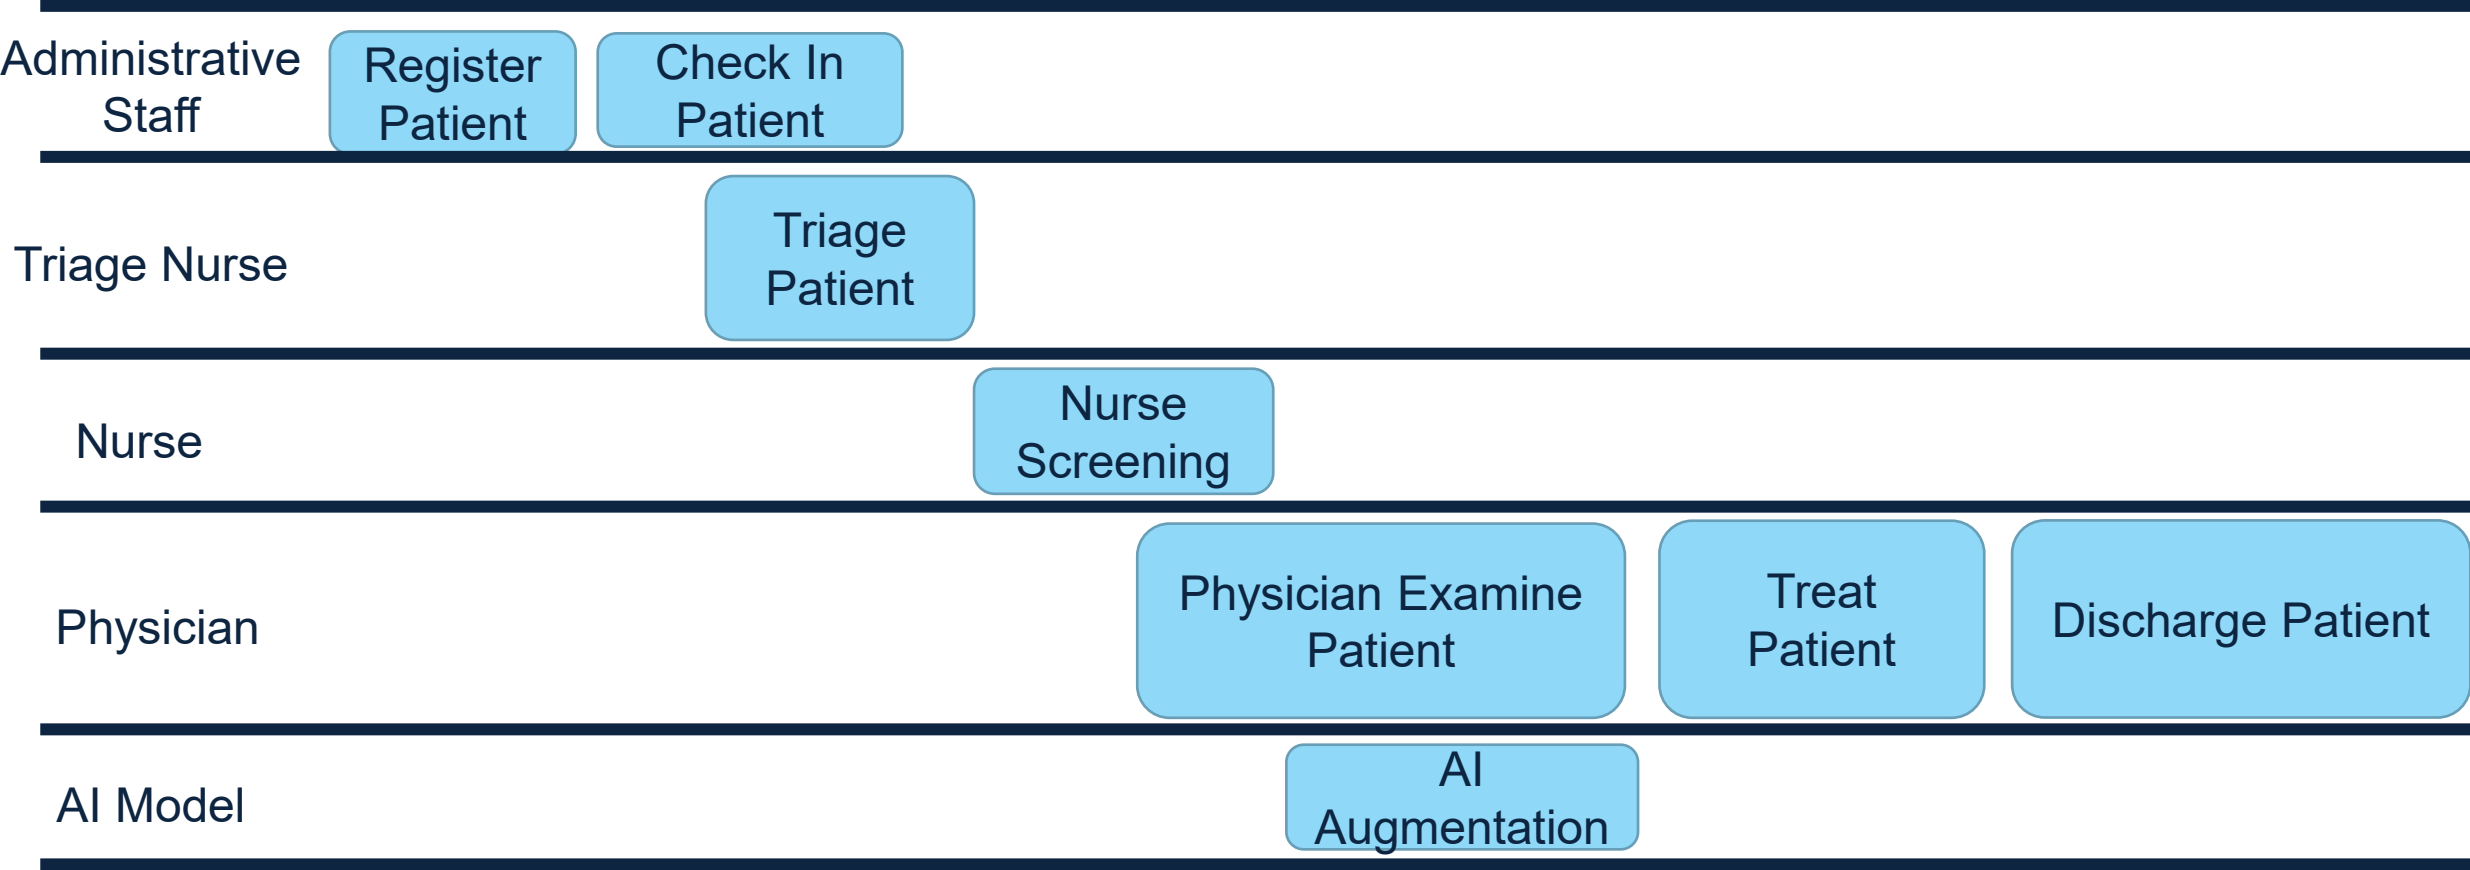 Administrative
Staff
Register
Patient
Check In
Patient
Triage Nurse
Triage
Patient
Nurse
Nurse
Screening
Physician
Physician Examine
Patient
Treat
Patient
Discharge Patient
AI Model
AI
Augmentation